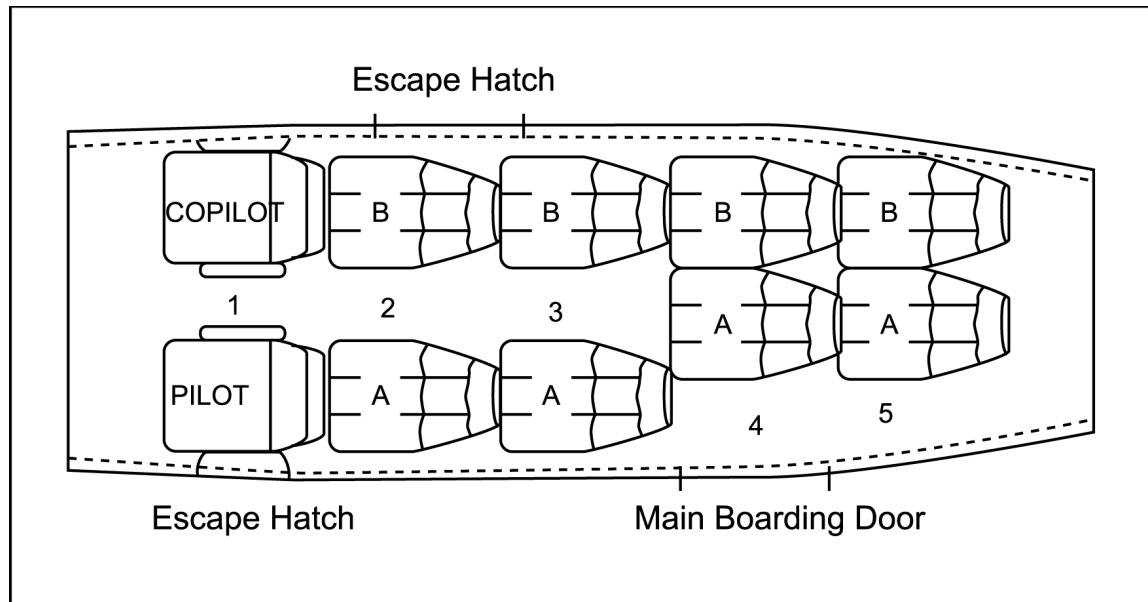 Escape Hatch
COPILOT B B B B
1 2 3
A A
PILOT A A
4 5
Escape Hatch Main Boarding Door